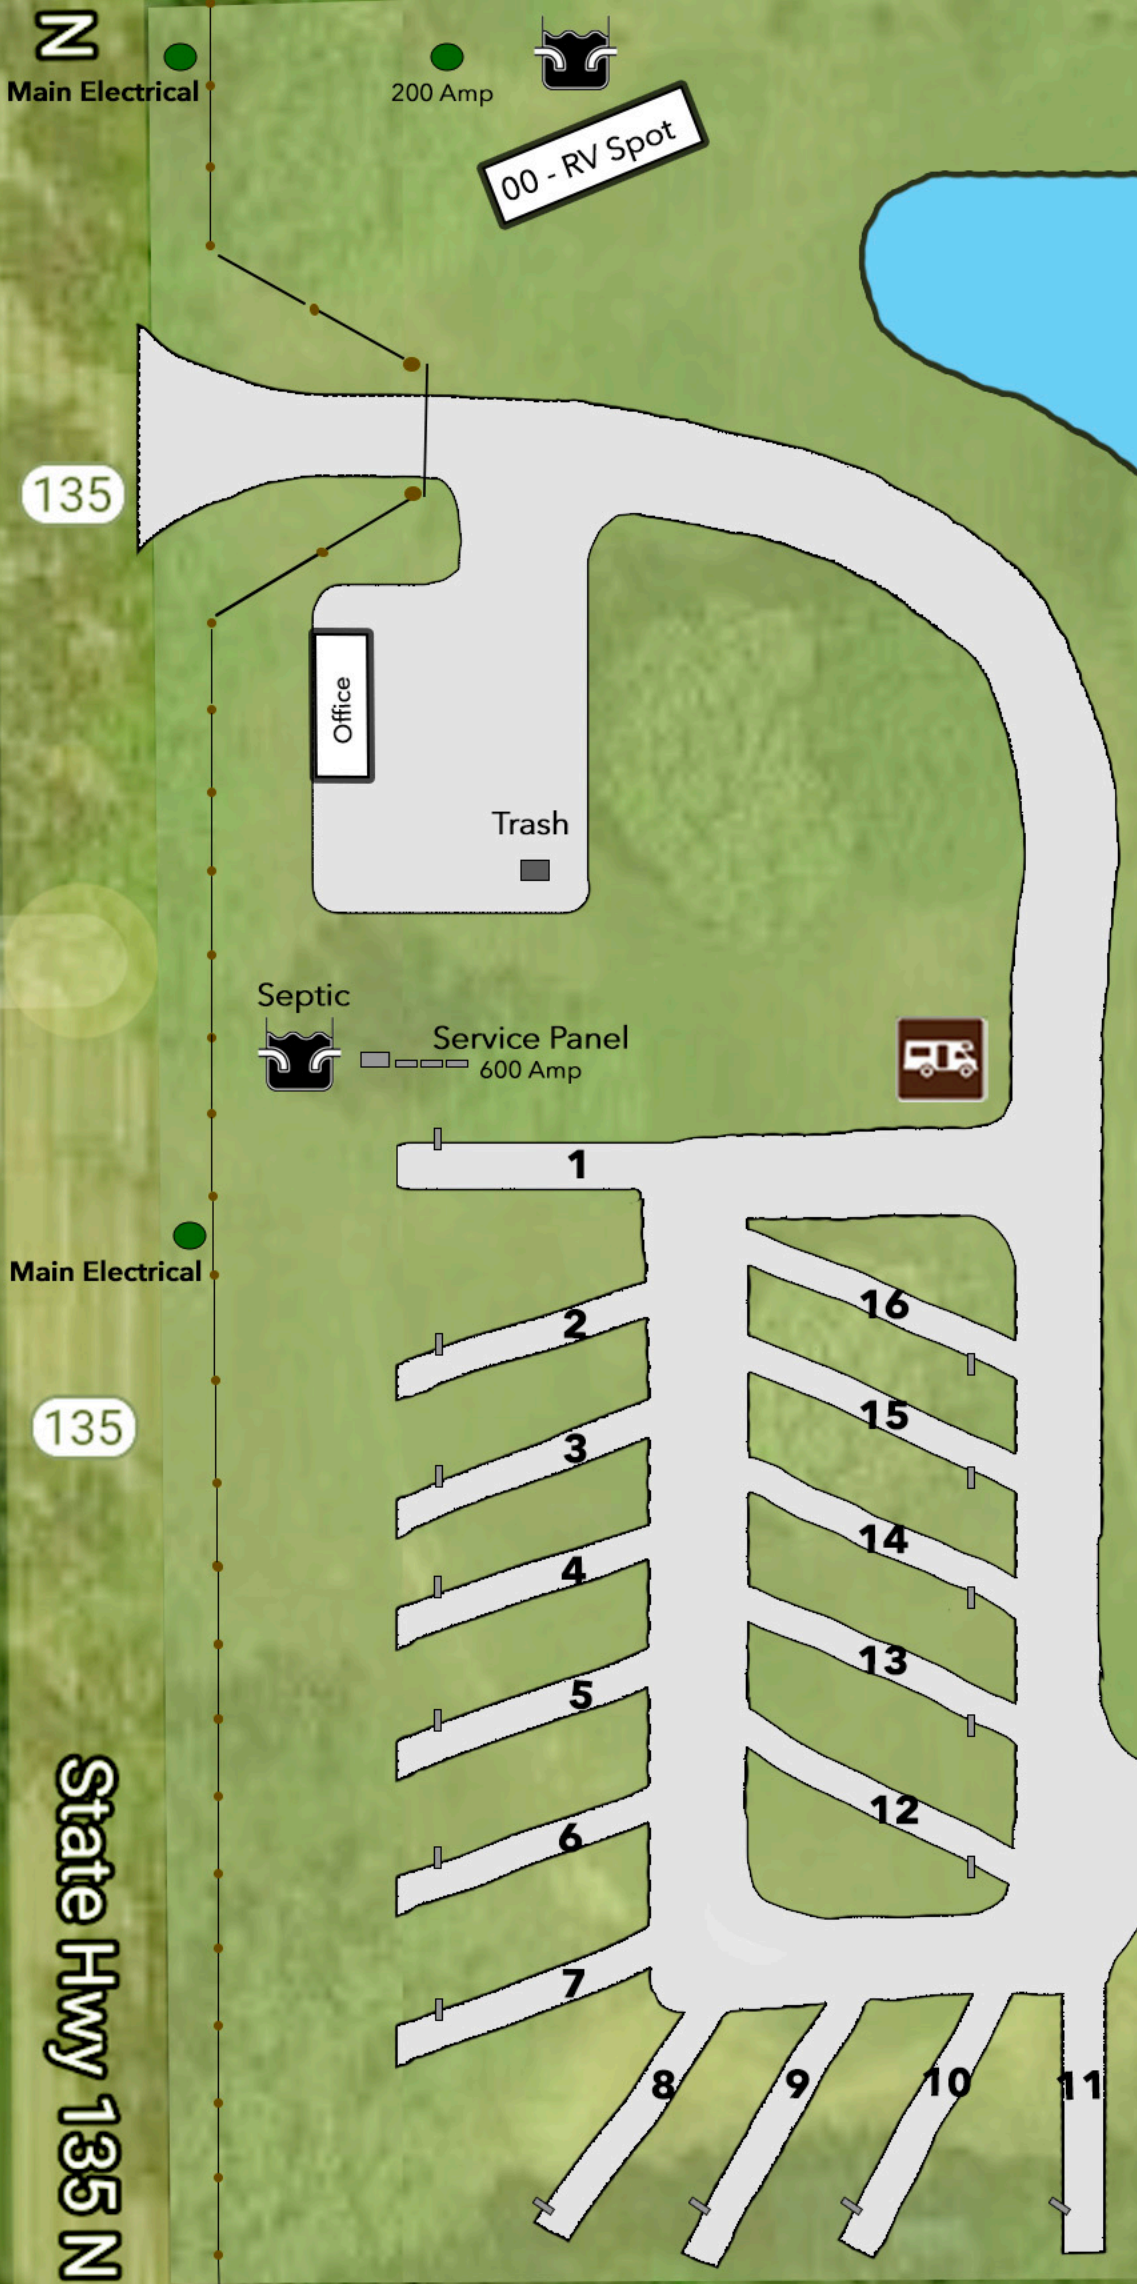 N
Main Electrical
200 Amp
00 - RV Spot
135
Office
Trash
Septic
Service Panel
600 Amp
1
Main Electrical
16
2
15
135
3
14
4
13
5
12
6
State Hwy 135 N
7
8
9
10
11